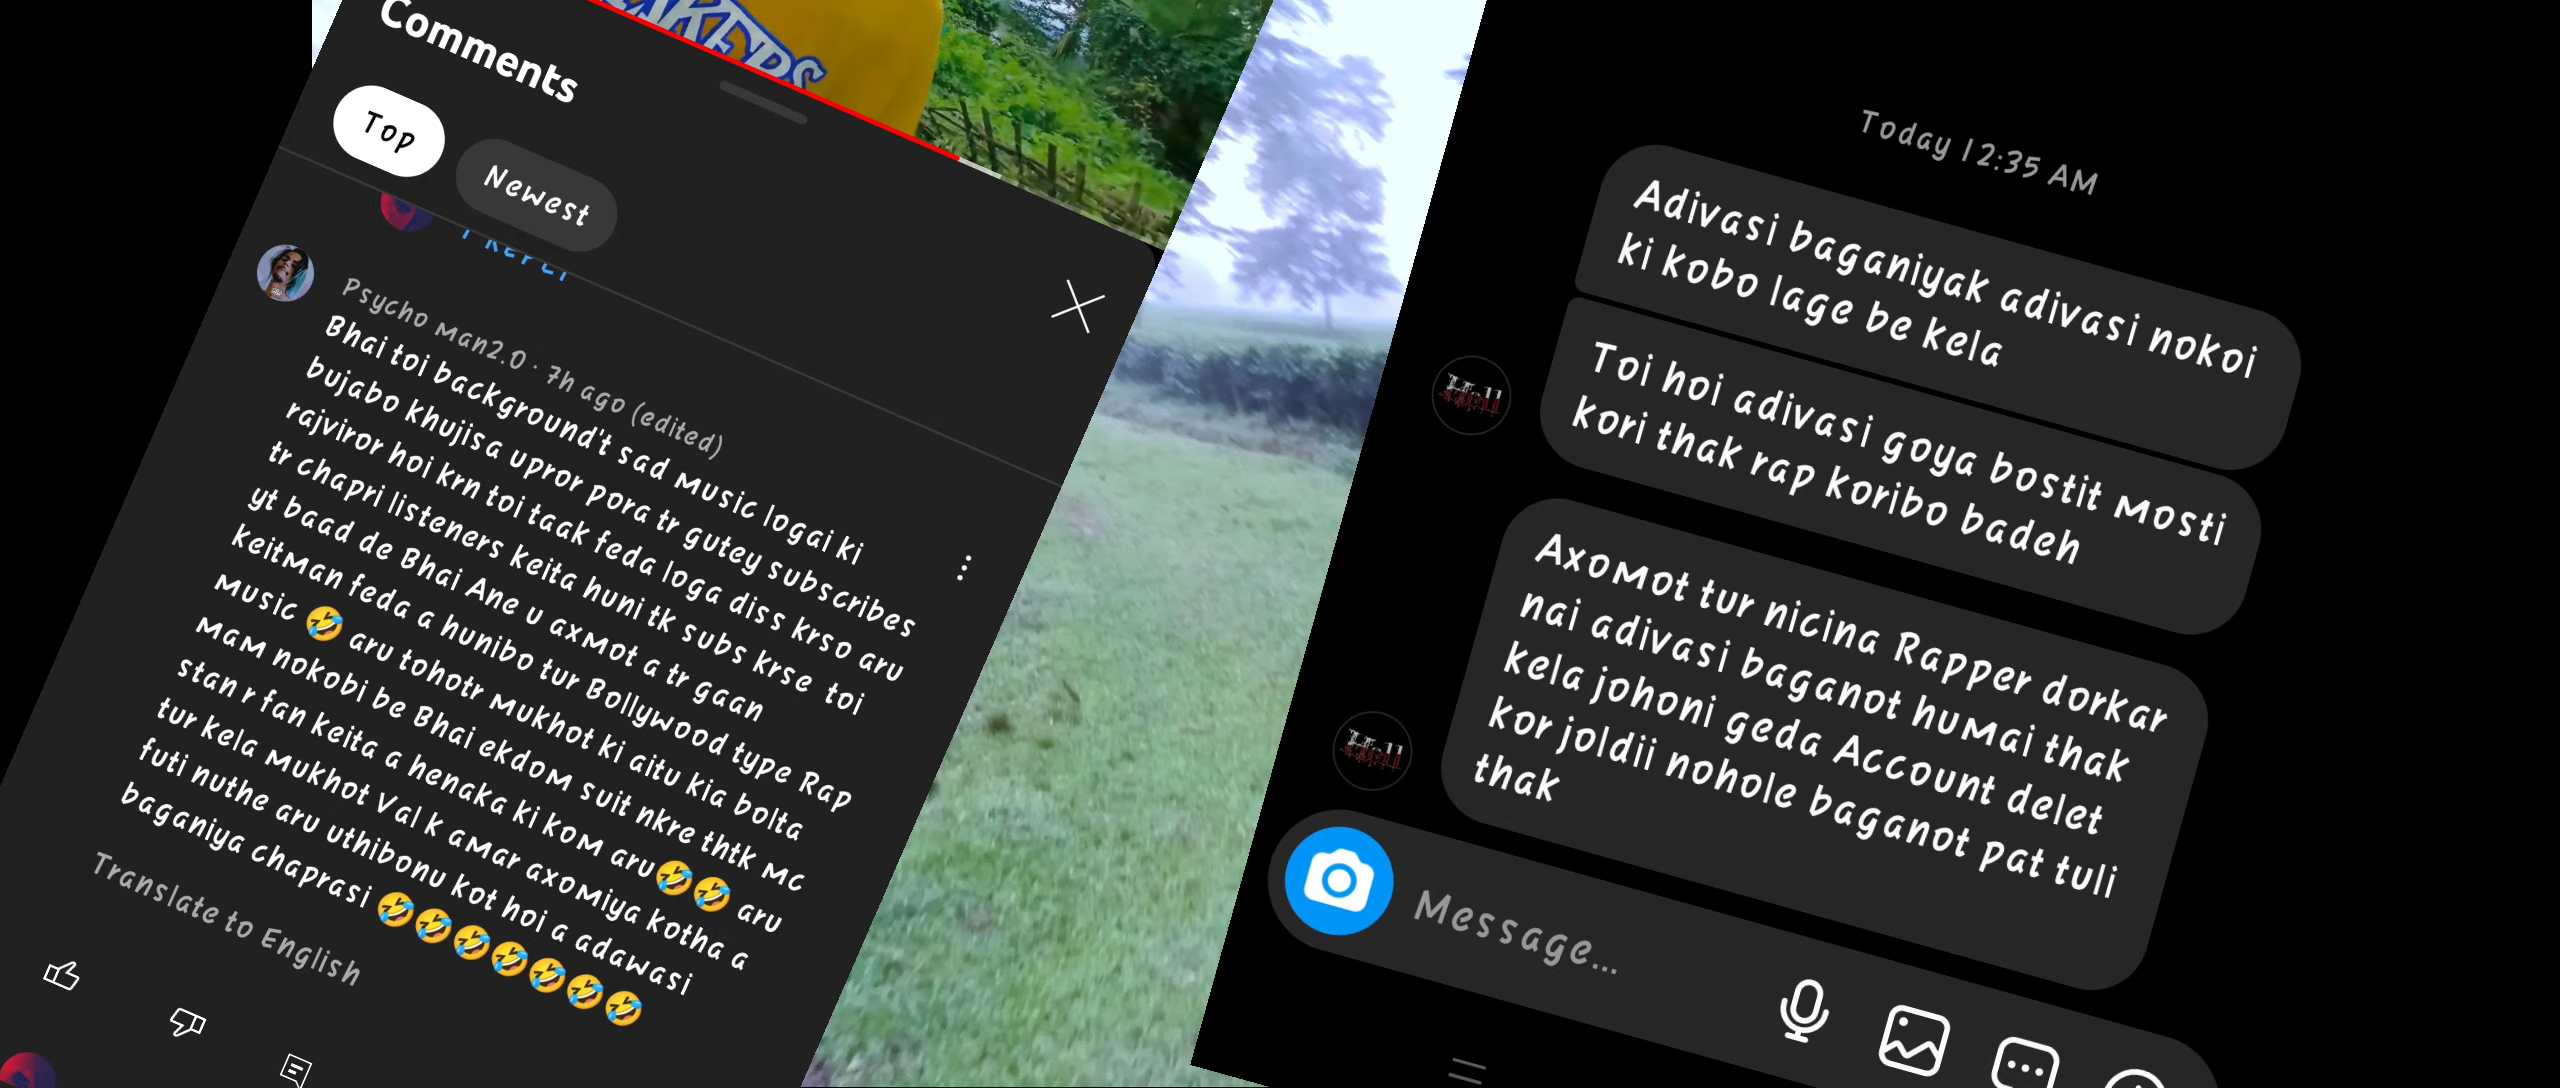 LAKERS
Comments
Top
Newest
Psycho man2.0 · 7h ago (edited)
Bhai toi background't sad music logai ki
bujabo khujisa upror pora tr gutey subscribes
rajviror hoi krn toi taak feda loga diss krso aru
tr chapri listeners keita huni tk subs krse toi
yt baad de Bhai Ane u axmot a tr gaan
keitman feda a hunibo tur Bollywood type Rap
music 🤣 aru tohotr mukhot ki aitu kia bolta
mam nokobi be Bhai ekdom suit nkre thtk mc
stan r fan keita a henaka ki kom aru🤣🤣 aru
tur kela mukhot Val k amar axomiya kotha a
futi nuthe aru uthibonu kot hoi a adawasi
baganiya chaprasi 🤣🤣🤣🤣🤣🤣🤣
Translate to English
Today 12:35 AM
Adivasi baganiyak adivasi nokoi
ki kobo lage be kela
Hell
Toi hoi adivasi goya bostit mosti
kori thak rap koribo badeh
Axomot tur nicina Rapper dorkar
nai adivasi baganot humai thak
kela johoni geda Account delet
kor joldii nohole baganot pat tuli
thak
Hell
Message...